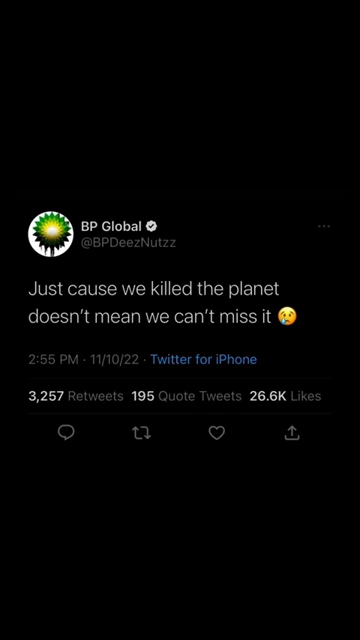 BP Global
@BPDeezNutzz
Just cause we killed the planet
doesn't mean we can't miss it 😢
2:55 PM · 11/10/22 · Twitter for iPhone
3,257 Retweets 195 Quote Tweets 26.6K Likes